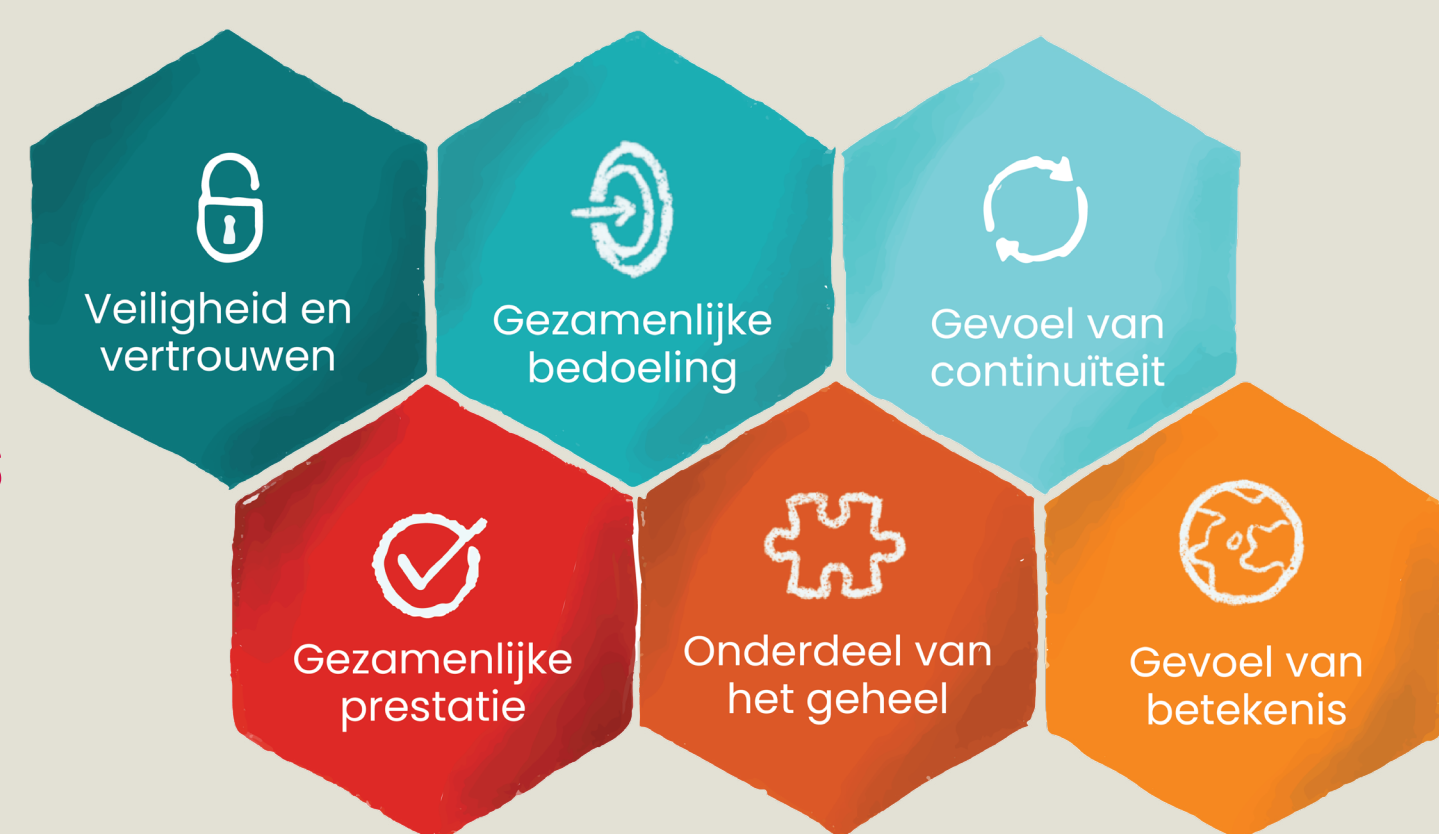 Veiligheid en
vertrouwen
Gezamenlijke
bedoeling
Gevoel van
continuïteit
Gezamenlijke
prestatie
Onderdeel van
het geheel
Gevoel van
betekenis